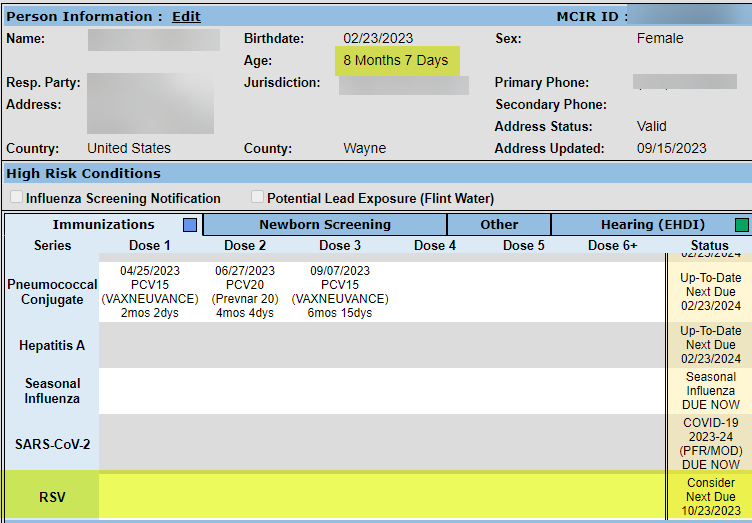 Person Information : Edit MCIR ID :
Name: Birthdate: 02/23/2023 Sex: Female
Age: 8 Months 7 Days
Resp. Party: Jurisdiction: Primary Phone:
Address: Secondary Phone:
Address Status: Valid
Country: United States County: Wayne Address Updated: 09/15/2023
High Risk Conditions
Influenza Screening Notification Potential Lead Exposure (Flint Water)
Immunizations Newborn Screening Other Hearing (EHDI)
Series Dose 1 Dose 2 Dose 3 Dose 4 Dose 5 Dose 6+ Status
02/23/2024
Pneumococcal Conjugate
04/25/2023
PCV15
(VAXNEUVANCE)
2mos 2dys
06/27/2023
PCV20
(Prevnar 20)
4mos 4dys
09/07/2023
PCV15
(VAXNEUVANCE)
6mos 15dys
Up-To-Date
Next Due
02/23/2024
Hepatitis A
Up-To-Date
Next Due
02/23/2024
Seasonal
Influenza
Seasonal
Influenza
DUE NOW
SARS-CoV-2
COVID-19
2023-24
(PFR/MOD)
DUE NOW
RSV
Consider
Next Due
10/23/2023